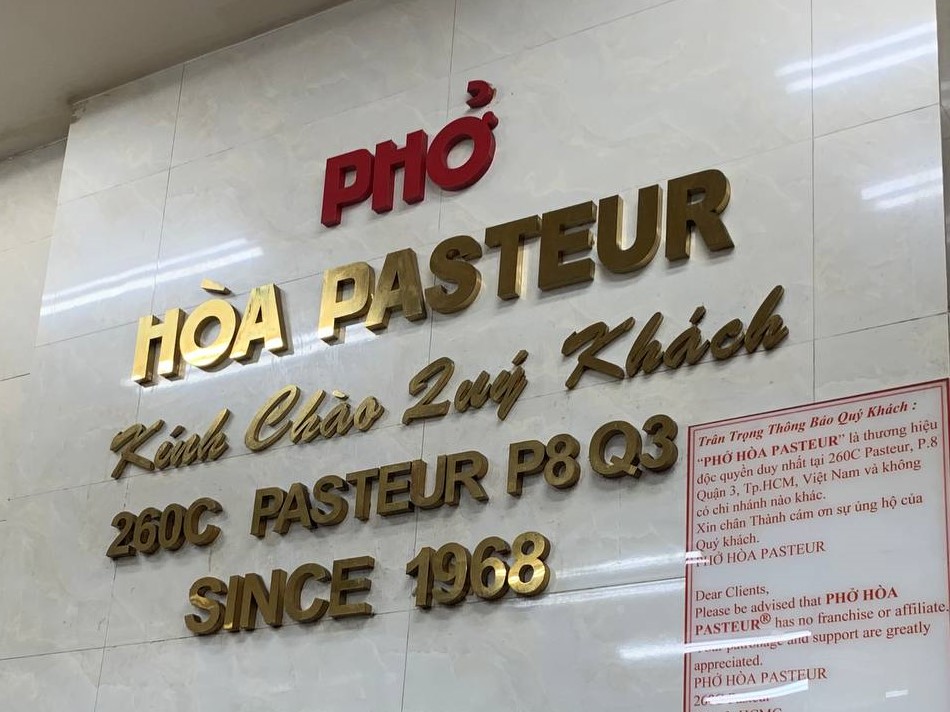 PHỞ
HÒA PASTEUR
Kính Chào Quý Khách
260C PASTEUR P8 Q3
SINCE 1968
Trân Trọng Thông Báo Quý Khách :
“PHỞ HÒA PASTEUR” là thương hiệu
độc quyền duy nhất tại 260C Pasteur, P.8
Quận 3, Tp.HCM, Việt Nam và không
có chi nhánh nào khác.
Xin chân Thành cám ơn sự ủng hộ của
Quý khách.
PHỞ HÒA PASTEUR
Dear Clients,
Please be advised that PHỞ HÒA
PASTEUR® has no franchise or affiliate.
Your patronage and support are greatly
appreciated.
PHỞ HÒA PASTEUR
260C Pasteur